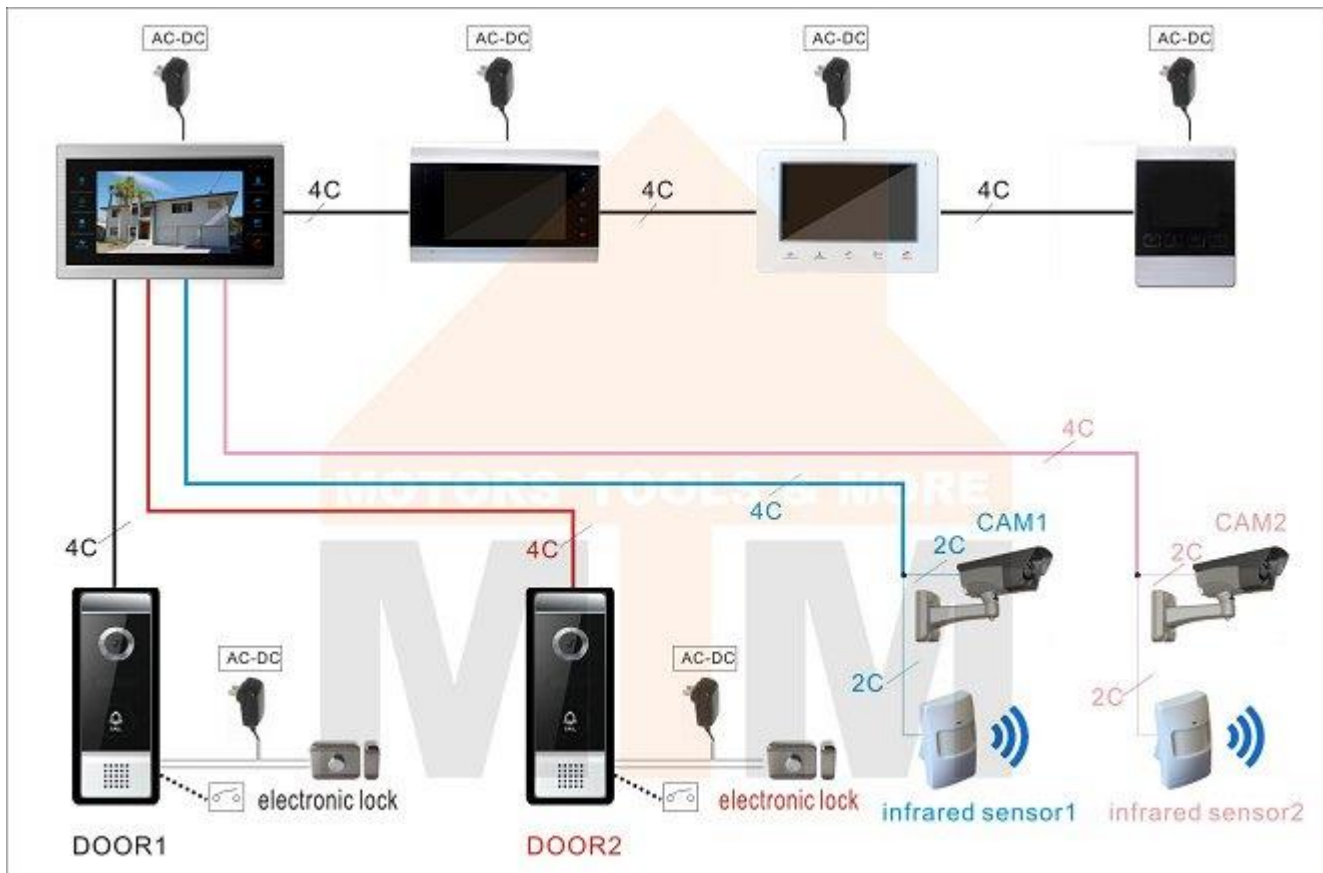 AC-DC
AC-DC
AC-DC
AC-DC
4C
4C
4C
4C
MOTORS TOOLS & MORE
4C
CAM1
CAM2
2C
2C
4C
4C
MTM
AC-DC
AC-DC
2C
2C
electronic lock
electronic lock
infrared sensor1
infrared sensor2
DOOR1
DOOR2